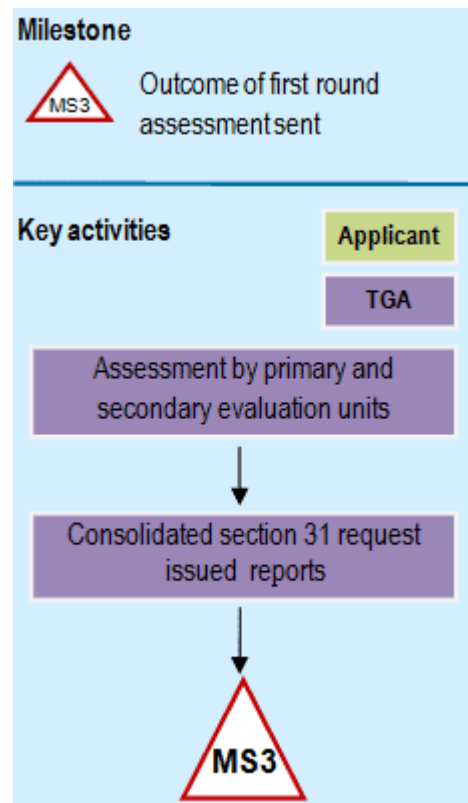 Milestone
MS3
Outcome of first round
assessment sent
Key activities
Applicant
TGA
Assessment by primary and
secondary evaluation units
Consolidated section 31 request
issued reports
MS3